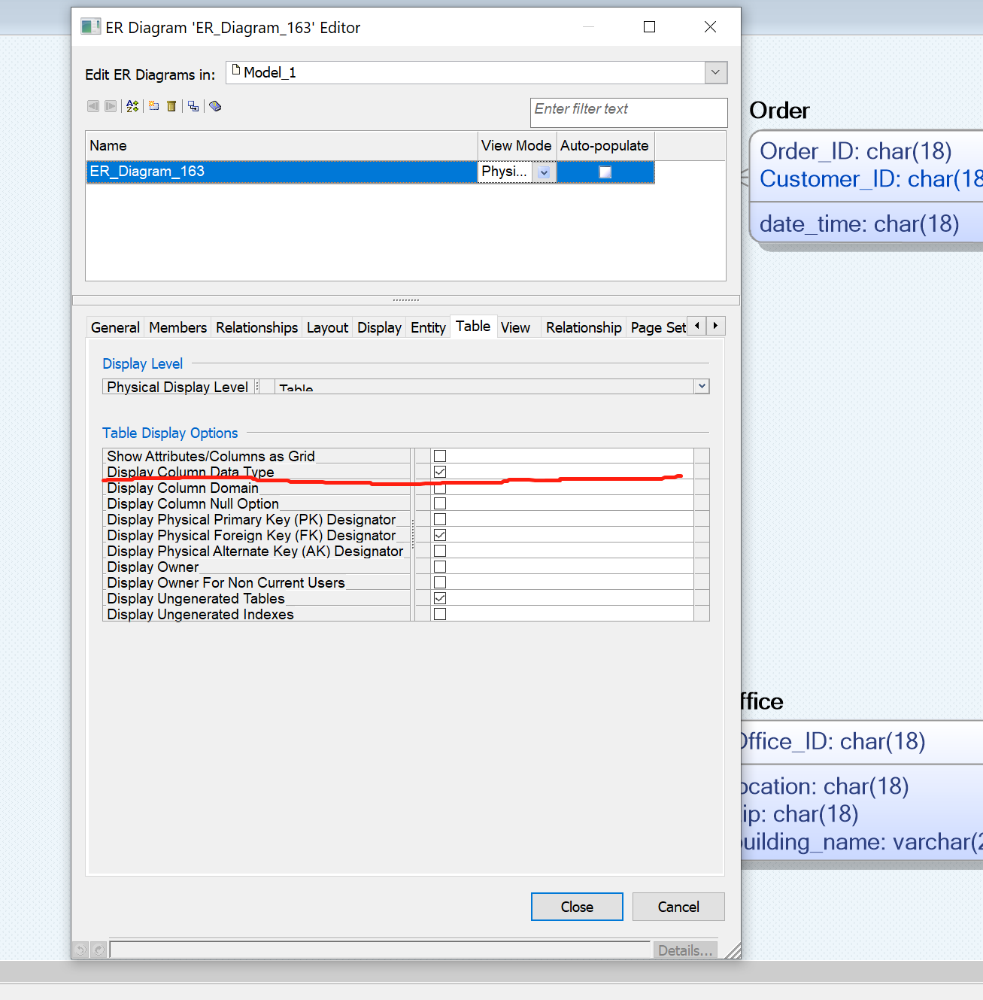 ER Diagram 'ER_Diagram_163' Editor
Edit ER Diagrams in:
Model_1
Enter filter text
Name
View Mode
Auto-populate
ER_Diagram_163
Physi...
General
Members
Relationships
Layout
Display
Entity
Table
View
Relationship
Page Set
Display Level
Physical Display Level
Table
Table Display Options
Show Attributes/Columns as Grid
Display Column Data Type
Display Column Domain
Display Column Null Option
Display Physical Primary Key (PK) Designator
Display Physical Foreign Key (FK) Designator
Display Physical Alternate Key (AK) Designator
Display Owner
Display Owner For Non Current Users
Display Ungenerated Tables
Display Ungenerated Indexes
Close
Cancel
Details...
Order
Order_ID: char(18)
Customer_ID: char(18
date_time: char(18)
ffice
Office_ID: char(18)
ocation: char(18)
ip: char(18)
uilding_name: varchar(2